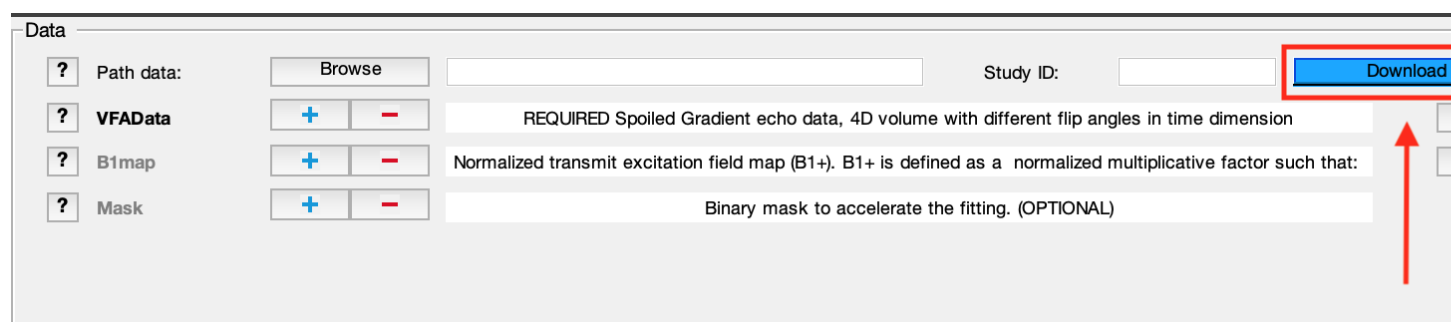 Data
? Path data: Browse Study ID: Download
? VFAData + − REQUIRED Spoiled Gradient echo data, 4D volume with different flip angles in time dimension
? B1map + − Normalized transmit excitation field map (B1+). B1+ is defined as a  normalized multiplicative factor such that:
? Mask + − Binary mask to accelerate the fitting. (OPTIONAL)